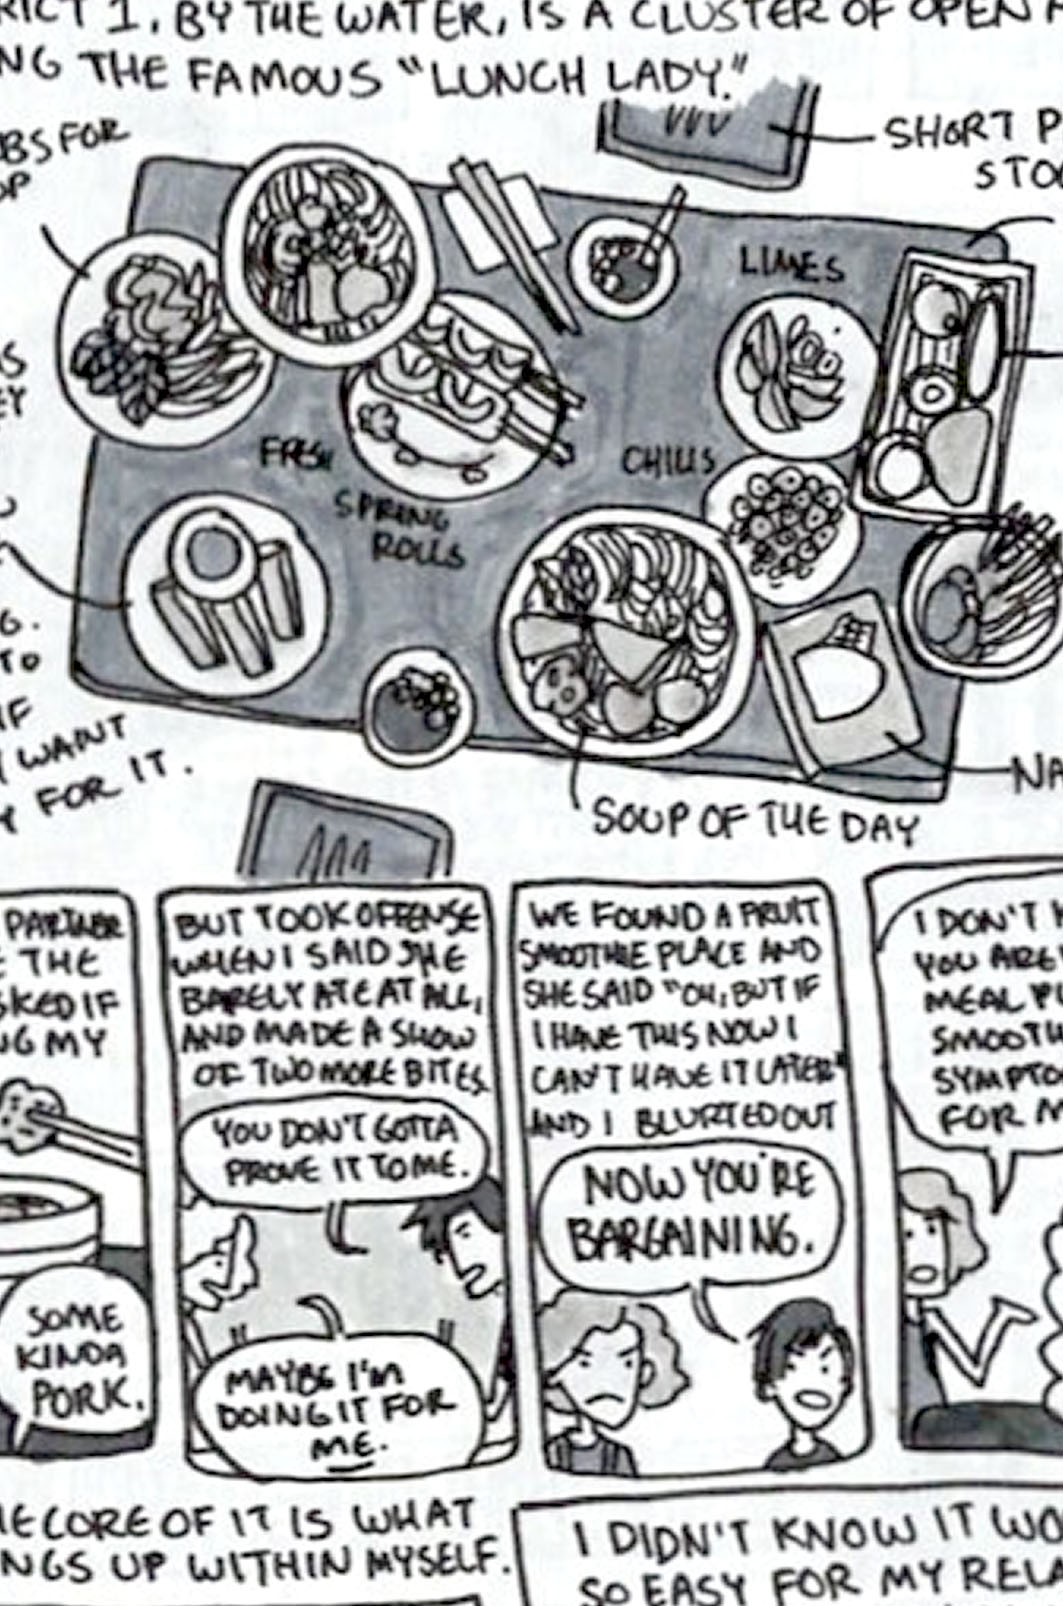 RICT 1, BY THE WATER, IS A CLUSTER OF OPEN A
NG THE FAMOUS "LUNCH LADY."
BS FOR
OP
SHORT P
STO
LIMES
AS
EY
FRESH
SPRING
ROLLS
CHILIS
G.
TO
IF
Y WANT
Y FOR IT.
NA
SOUP OF THE DAY
PARTNER
E THE
SKED IF
NG MY
SOME
KINDA
PORK.
BUT TOOK OFFENSE
WHEN I SAID SHE
BARELY ATE AT ALL,
AND MADE A SHOW
OF TWO MORE BITES.
YOU DON'T GOTTA
PROVE IT TO ME.
MAYBE I'M
DOING IT FOR
ME.
WE FOUND A FRUIT
SMOOTHIE PLACE AND
SHE SAID "OH, BUT IF
I HAVE THIS NOW I
CAN'T HAVE IT LATER"
AND I BLURTED OUT
NOW YOU'RE
BARGAINING.
I DON'T
YOU ARE
MEAL P
SMOOTH
SYMPTO
FOR A
HE CORE OF IT IS WHAT
NGS UP WITHIN MYSELF.
I DIDN'T KNOW IT WO
SO EASY FOR MY RELA